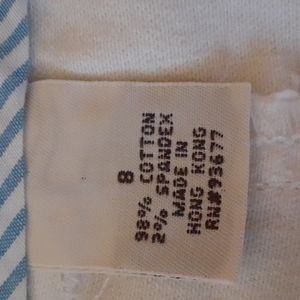 8
98% COTTON
2% SPANDEX
MADE IN
HONG KONG
RN#93677